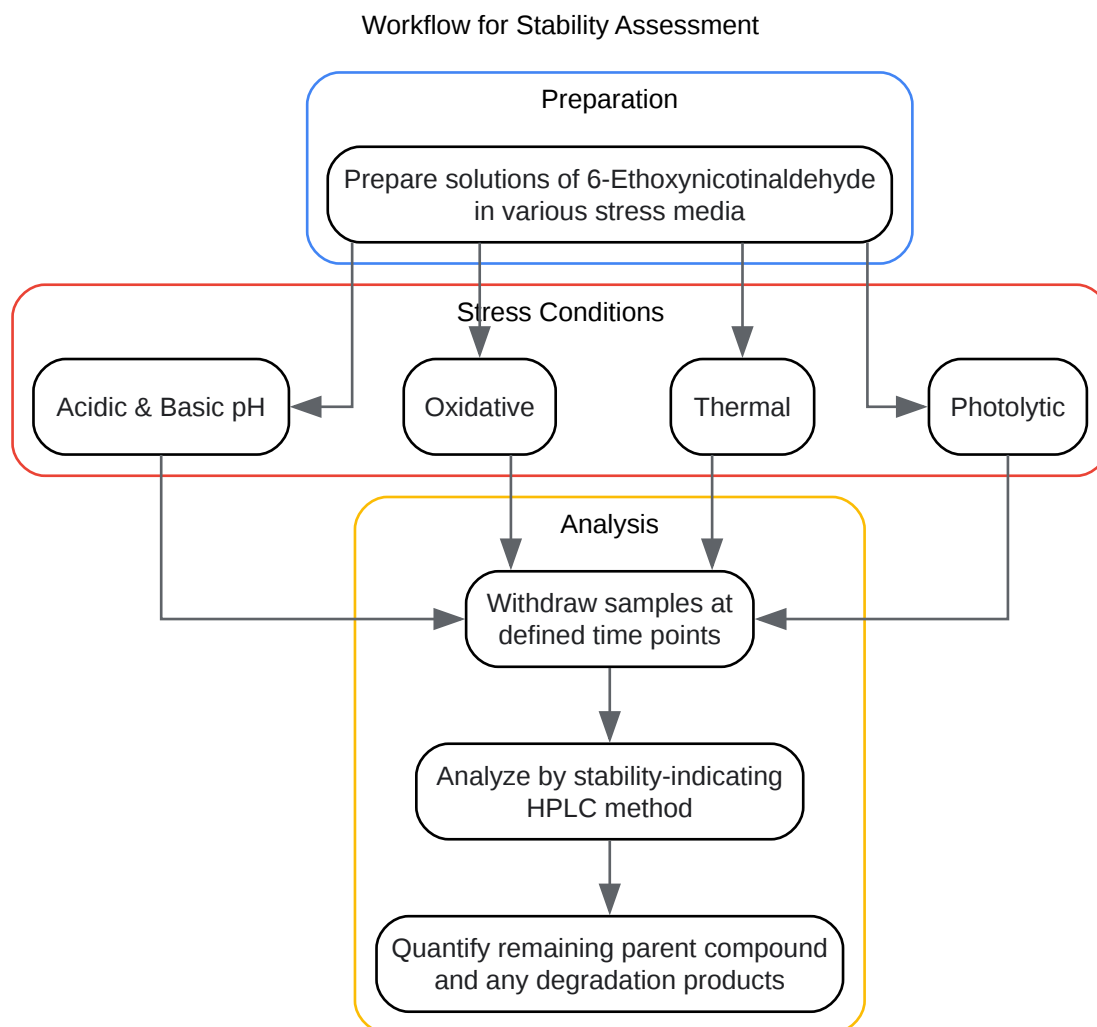 Workflow for Stability Assessment
Preparation
Prepare solutions of 6-Ethoxynicotinaldehyde
in various stress media
Stress Conditions
Acidic & Basic pH
Oxidative
Thermal
Photolytic
Analysis
Withdraw samples at
defined time points
Analyze by stability-indicating
HPLC method
Quantify remaining parent compound
and any degradation products